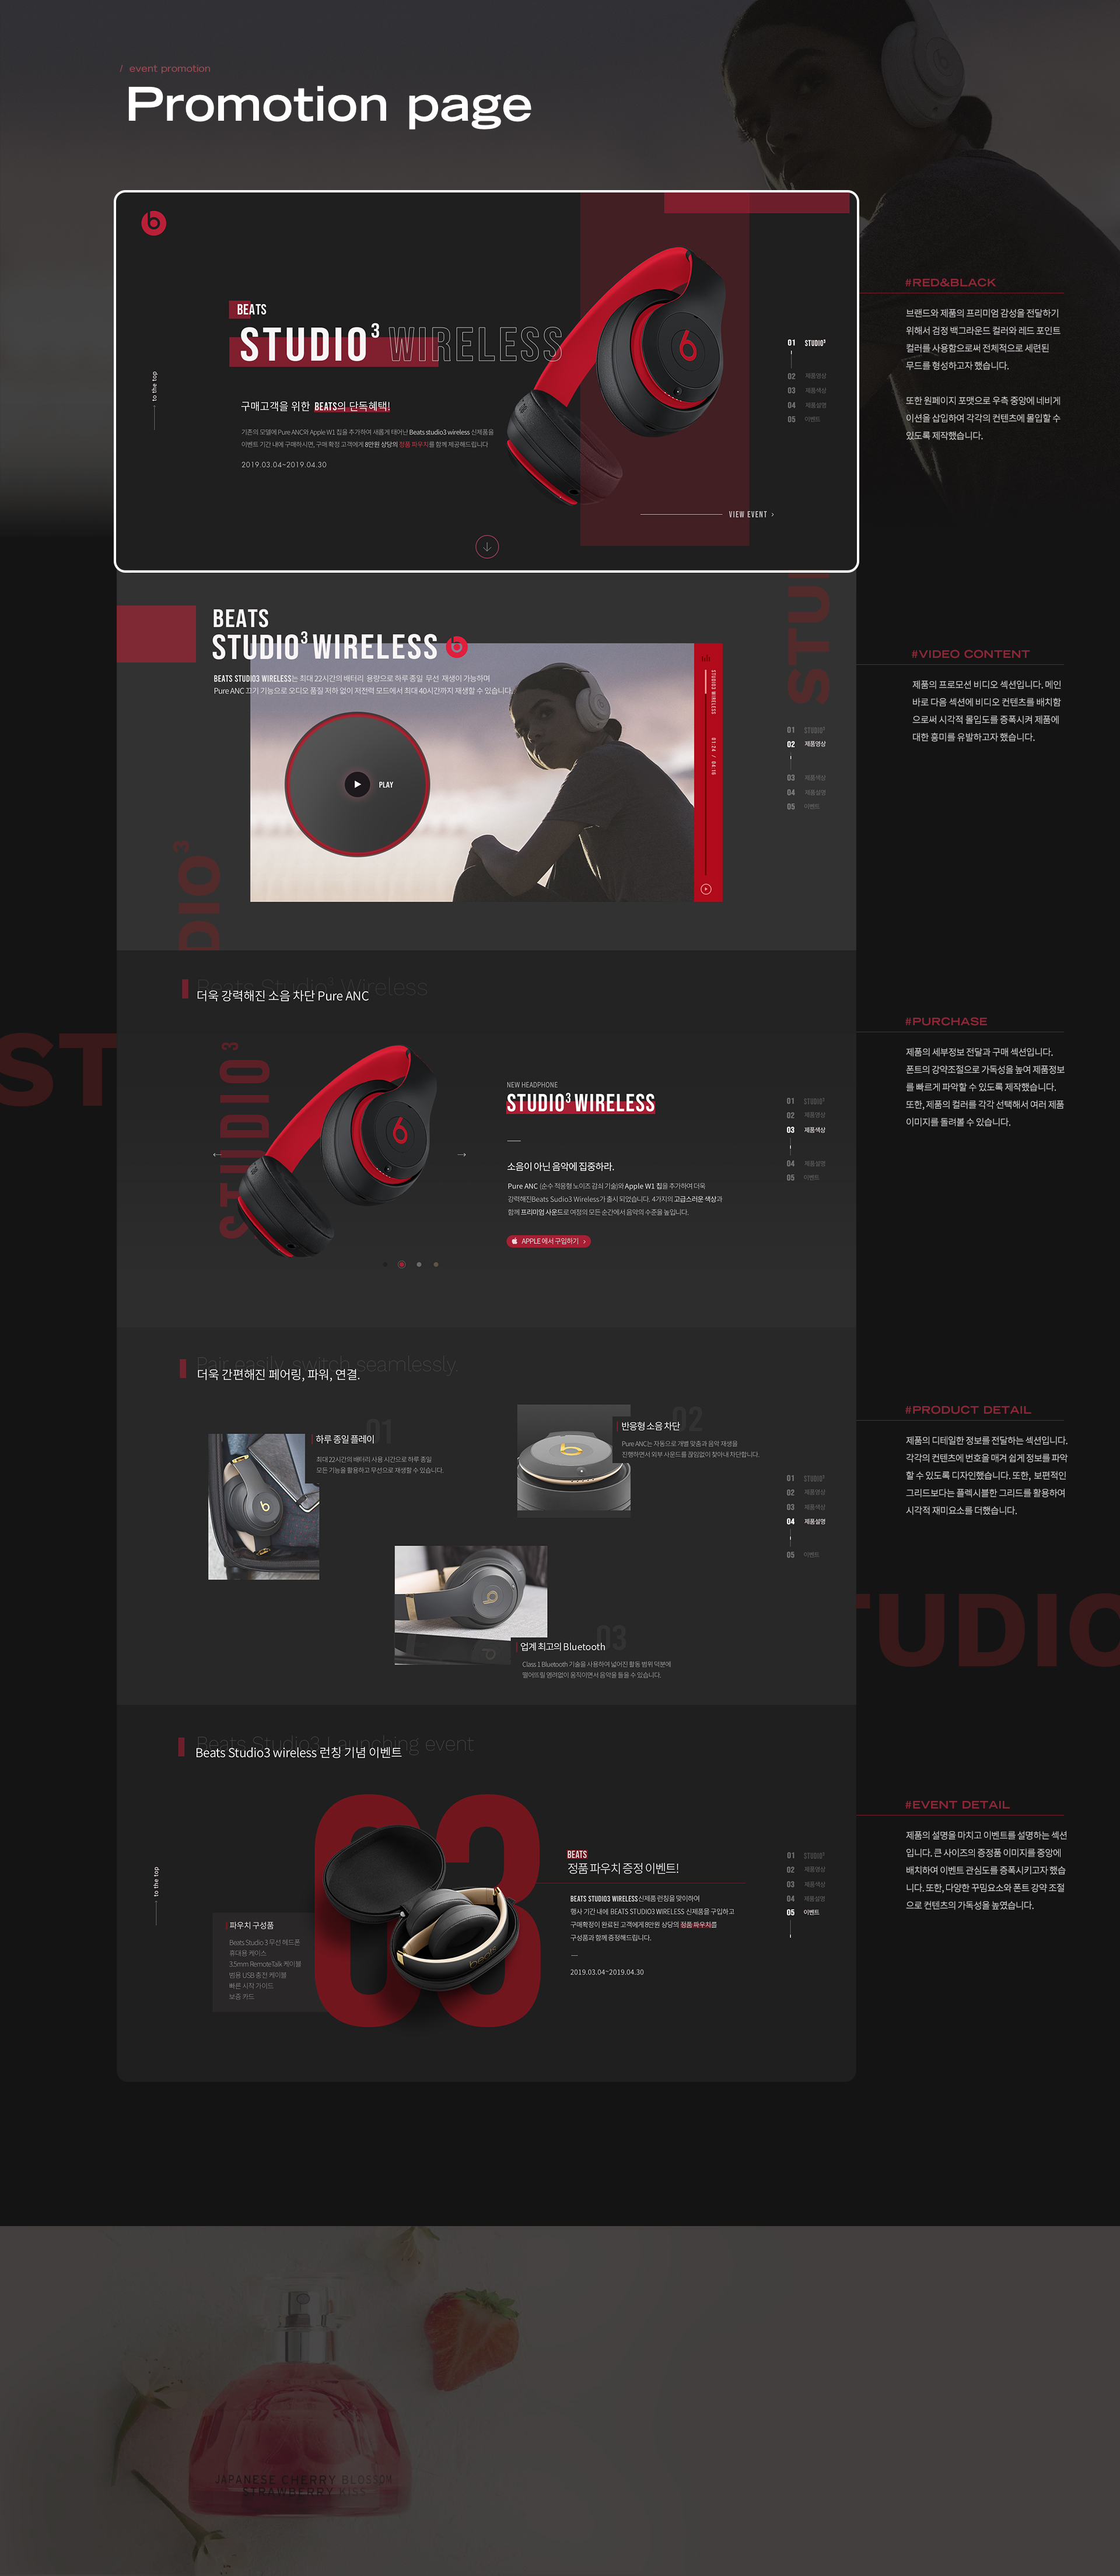 / event promotion
Promotion page
BEATS
STUDIO3 WIRELESS
구매고객을 위한 BEATS의 단독혜택!
기존의 모델에 Pure ANC와 Apple W1 칩을 추가하여 새롭게 태어난 Beats studio3 wireless 신제품을
이벤트 기간 내에 구매하시면, 구매 확정 고객에게 8만원 상당의 정품 파우치를 함께 제공해드립니다
2019.03.04~2019.04.30
to the top
VIEW EVENT >
01 STUDIO3
02 제품영상
03 제품색상
04 제품설명
05 이벤트
#RED&BLACK
브랜드와 제품의 프리미엄 감성을 전달하기
위해서 검정 백그라운드 컬러와 레드 포인트
컬러를 사용함으로써 전체적으로 세련된
무드를 형성하고자 했습니다.
또한 원페이지 포맷으로 우측 중앙에 네비게
이션을 삽입하여 각각의 컨텐츠에 몰입할 수
있도록 제작했습니다.
STUDIO3
BEATS
STUDIO3 WIRELESS
BEATS STUDIO3 WIRELESS는 최대 22시간의 배터리 용량으로 하루 종일 무선 재생이 가능하며
Pure ANC 끄기 기능으로 오디오 품질 저하 없이 저전력 모드에서 최대 40시간까지 재생할 수 있습니다.
PLAY
STUDIO3 WIRELESS
01:24 / 04:18
01 STUDIO3
02 제품영상
03 제품색상
04 제품설명
05 이벤트
#VIDEO CONTENT
제품의 프로모션 비디오 섹션입니다. 메인
바로 다음 섹션에 비디오 컨텐츠를 배치함
으로써 시각적 몰입도를 증폭시켜 제품에
대한 흥미를 유발하고자 했습니다.
Beats Studio3 Wireless
더욱 강력해진 소음 차단 Pure ANC
STUDIO3
NEW HEADPHONE
STUDIO3 WIRELESS
소음이 아닌 음악에 집중하라.
Pure ANC (순수 적응형 노이즈 감쇠 기술)와 Apple W1 칩을 추가하여 더욱
강력해진Beats Sudio3 Wireless가 출시 되었습니다. 4가지의 고급스러운 색상과
함께 프리미엄 사운드로 여정의 모든 순간에서 음악의 수준을 높입니다.
APPLE에서 구입하기 >
01 STUDIO3
02 제품영상
03 제품색상
04 제품설명
05 이벤트
#PURCHASE
제품의 세부정보 전달과 구매 섹션입니다.
폰트의 강약조절으로 가독성을 높여 제품정보
를 빠르게 파악할 수 있도록 제작했습니다.
또한, 제품의 컬러를 각각 선택해서 여러 제품
이미지를 돌려볼 수 있습니다.
ST
Pair easily, switch seamlessly.
더욱 간편해진 페어링, 파워, 연결.
01
하루 종일 플레이
최대 22시간의 배터리 사용 시간으로 하루 종일
모든 기능을 활용하고 무선으로 재생할 수 있습니다.
02
반응형 소음 차단
Pure ANC는 자동으로 개별 맞춤과 음악 재생을
진행하면서 외부 사운드를 끊임없이 찾아내 차단합니다.
03
업계 최고의 Bluetooth
Class 1 Bluetooth 기술을 사용하여 넓어진 활동 범위 덕분에
떨어뜨릴 염려없이 움직이면서 음악을 들을 수 있습니다.
01 STUDIO3
02 제품영상
03 제품색상
04 제품설명
05 이벤트
#PRODUCT DETAIL
제품의 디테일한 정보를 전달하는 섹션입니다.
각각의 컨텐츠에 번호을 매겨 쉽게 정보를 파악
할 수 있도록 디자인했습니다. 또한, 보편적인
그리드보다는 플렉시블한 그리드를 활용하여
시각적 재미요소를 더했습니다.
TUDIO
Beats Studio3 Launching event
Beats Studio3 wireless 런칭 기념 이벤트
03
to the top
파우치 구성품
Beats Studio 3 무선 헤드폰
휴대용 케이스
3.5mm RemoteTalk 케이블
범용 USB 충전 케이블
빠른 시작 가이드
보증 카드
BEATS
정품 파우치 증정 이벤트!
BEATS STUDIO3 WIRELESS신제품 런칭을 맞이하여
행사 기간 내에 BEATS STUDIO3 WIRELESS 신제품을 구입하고
구매확정이 완료된 고객에게 8만원 상당의 정품 파우치를
구성품과 함께 증정해드립니다.
2019.03.04~2019.04.30
01 STUDIO3
02 제품영상
03 제품색상
04 제품설명
05 이벤트
#EVENT DETAIL
제품의 설명을 마치고 이벤트를 설명하는 섹션
입니다. 큰 사이즈의 증정품 이미지를 중앙에
배치하여 이벤트 관심도를 증폭시키고자 했습
니다. 또한, 다양한 꾸밈요소와 폰트 강약 조절
으로 컨텐츠의 가독성을 높였습니다.
JAPANESE CHERRY BLOSSOM
STRAWBERRY KISS